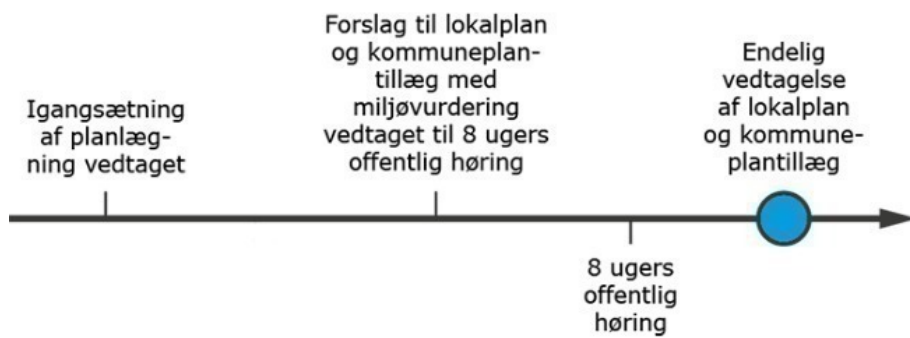 Igangsætning
af planlæg-
ning vedtaget
Forslag til lokalplan
og kommuneplan-
tillæg med
miljøvurdering
vedtaget til 8 ugers
offentlig høring
8 ugers
offentlig
høring
Endelig
vedtagelse
af lokalplan
og kommune-
plantillæg